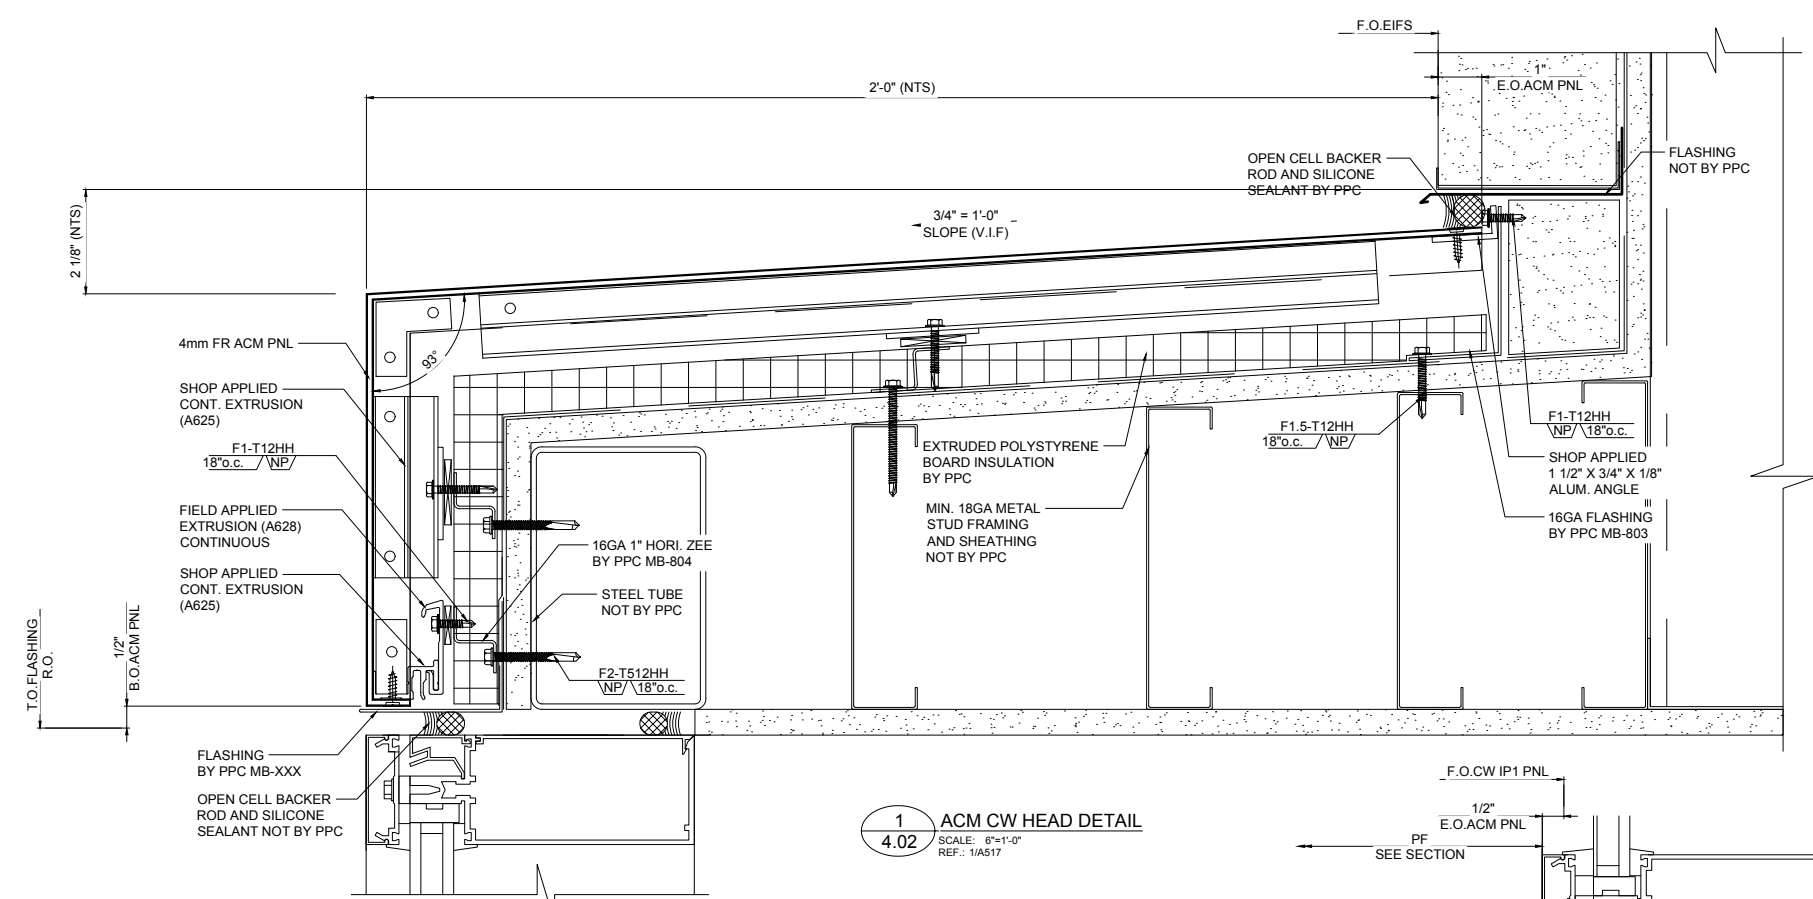 F.O.EIFS
1"
E.O.ACM PNL
2'-0" (NTS)
OPEN CELL BACKER
ROD AND SILICONE
SEALANT BY PPC
FLASHING
NOT BY PPC
2 1/8" (NTS)
3/4" = 1'-0"
SLOPE (V.I.F)
4mm FR ACM PNL
93°
SHOP APPLIED
CONT. EXTRUSION
(A625)
F1-T12HH
18"o.c. NP
FIELD APPLIED
EXTRUSION (A628)
CONTINUOUS
SHOP APPLIED
CONT. EXTRUSION
(A625)
EXTRUDED POLYSTYRENE
BOARD INSULATION
BY PPC
MIN. 18GA METAL
STUD FRAMING
AND SHEATHING
NOT BY PPC
F1.5-T12HH
18"o.c. NP
F1-T12HH
NP 18"o.c.
SHOP APPLIED
1 1/2" X 3/4" X 1/8"
ALUM. ANGLE
16GA FLASHING
BY PPC MB-803
16GA 1" HORI. ZEE
BY PPC MB-804
STEEL TUBE
NOT BY PPC
F2-T512HH
NP 18"o.c.
T.O.FLASHING
R.O.
1/2"
B.O.ACM PNL
FLASHING
BY PPC MB-XXX
OPEN CELL BACKER
ROD AND SILICONE
SEALANT NOT BY PPC
1
4.02
ACM CW HEAD DETAIL
SCALE: 6"=1'-0"
REF.: 1/A517
F.O.CW IP1 PNL
1/2"
E.O.ACM PNL
PF
SEE SECTION